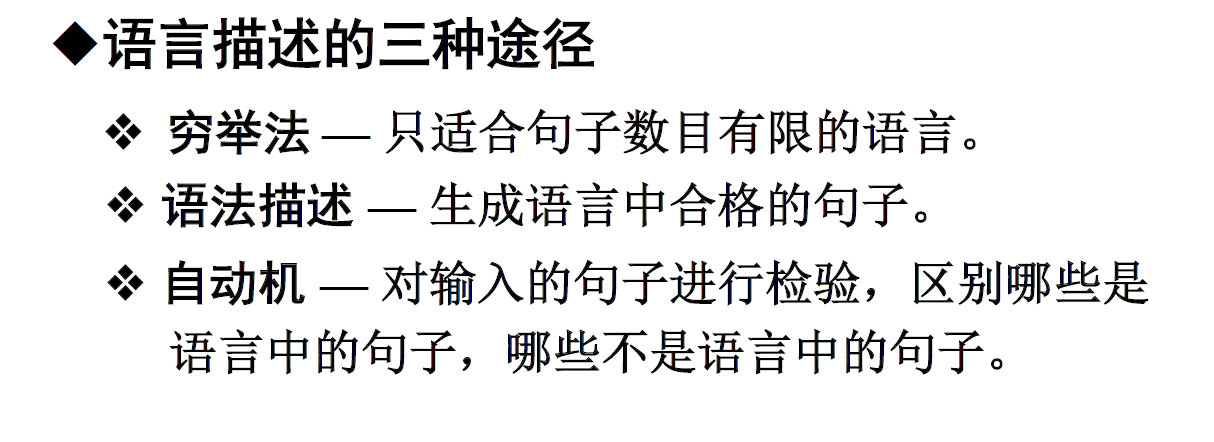 ◆语言描述的三种途径
❖ 穷举法 — 只适合句子数目有限的语言。
❖ 语法描述 — 生成语言中合格的句子。
❖ 自动机 — 对输入的句子进行检验，区别哪些是
语言中的句子，哪些不是语言中的句子。